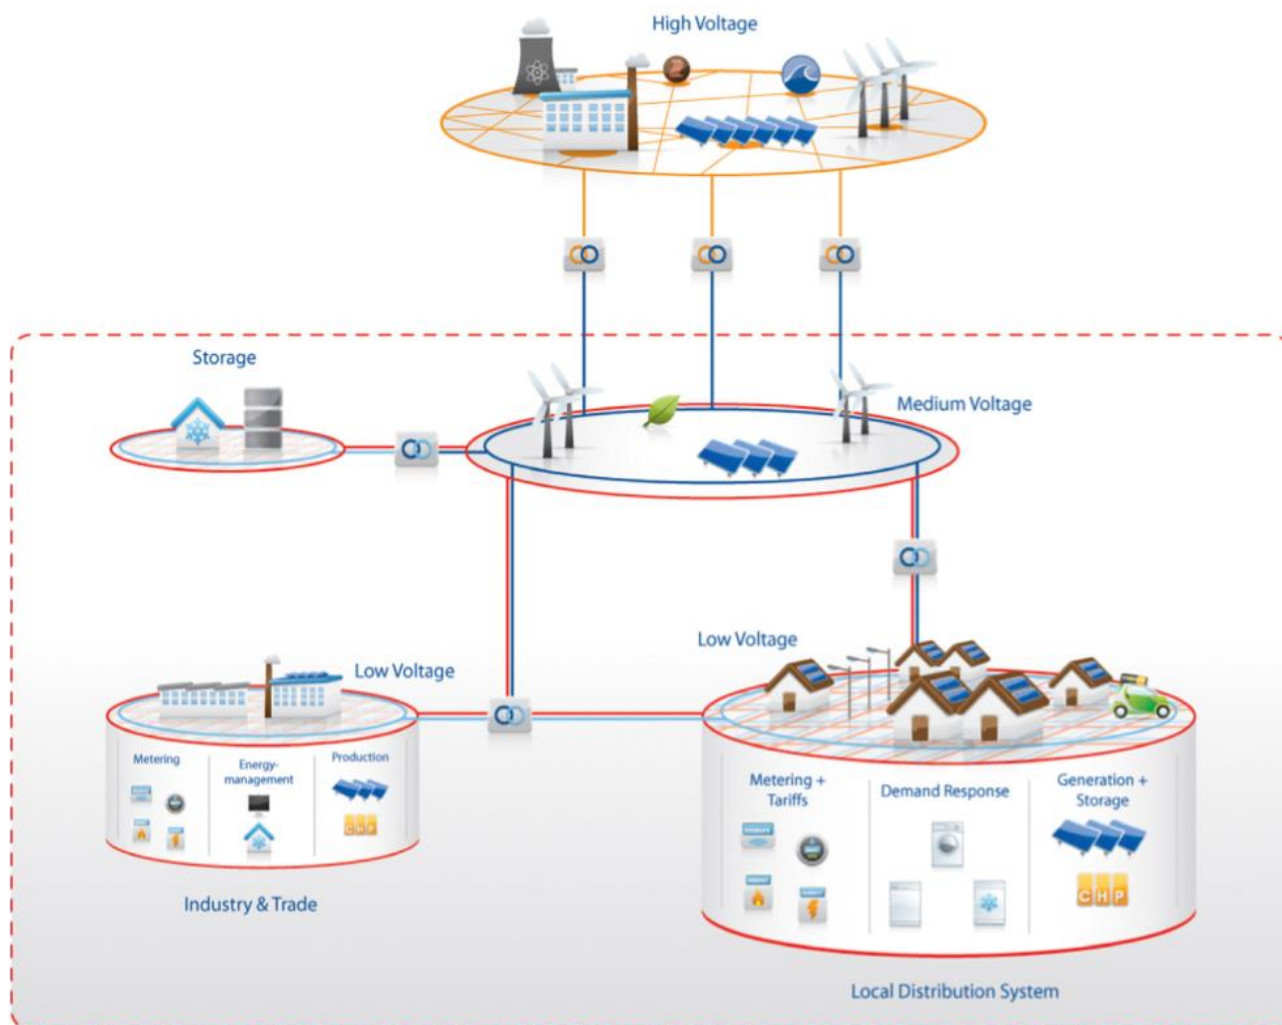 High Voltage
Storage
Medium Voltage
Low Voltage
Low Voltage
Metering
Energy-
management
Production
CHP
Industry & Trade
Metering +
Tariffs
Demand Response
Generation +
Storage
CHP
Local Distribution System